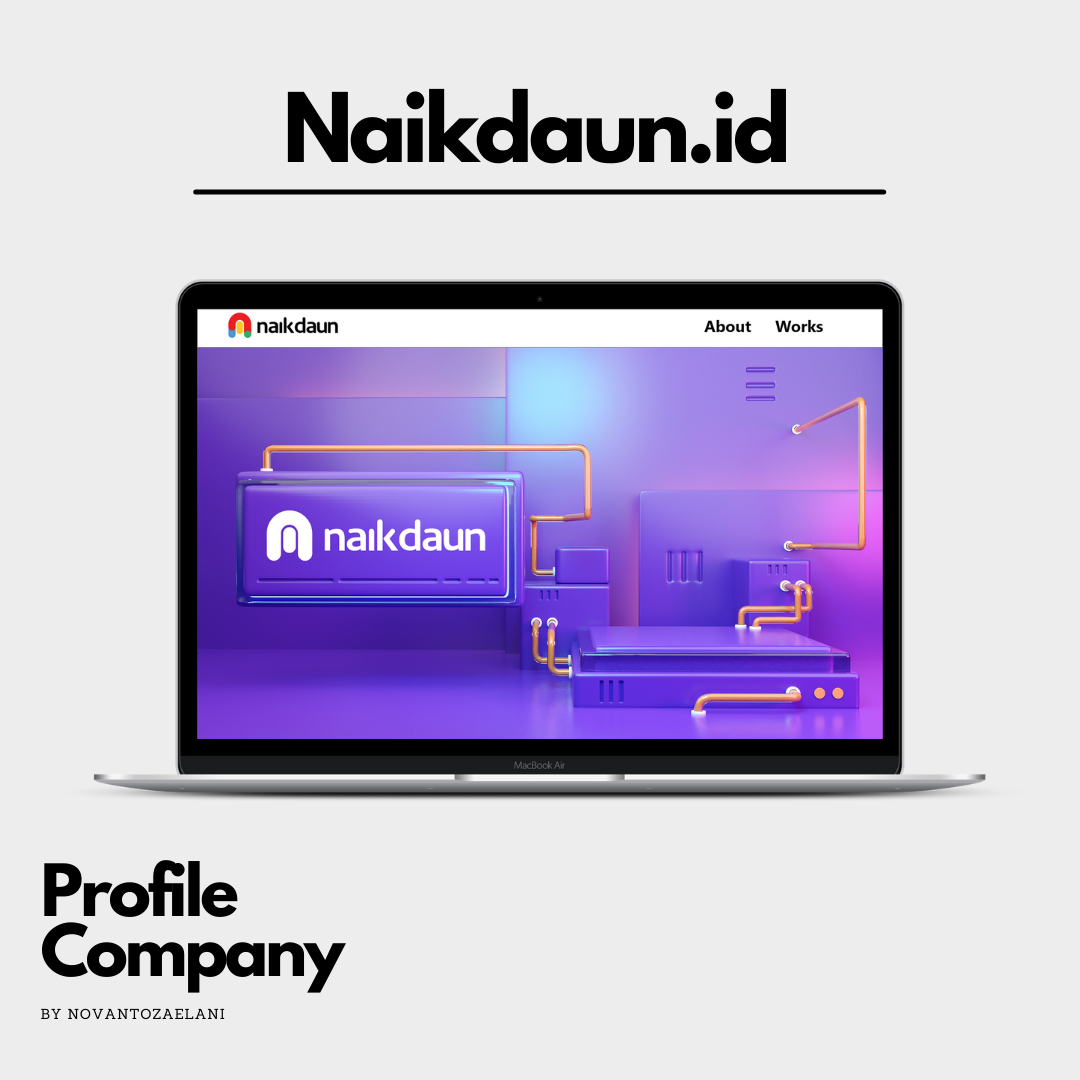 Naikdaun.id
naikdaun
About Works
naikdaun
MacBook Air
Profile
Company
BY NOVANTOZAELANI